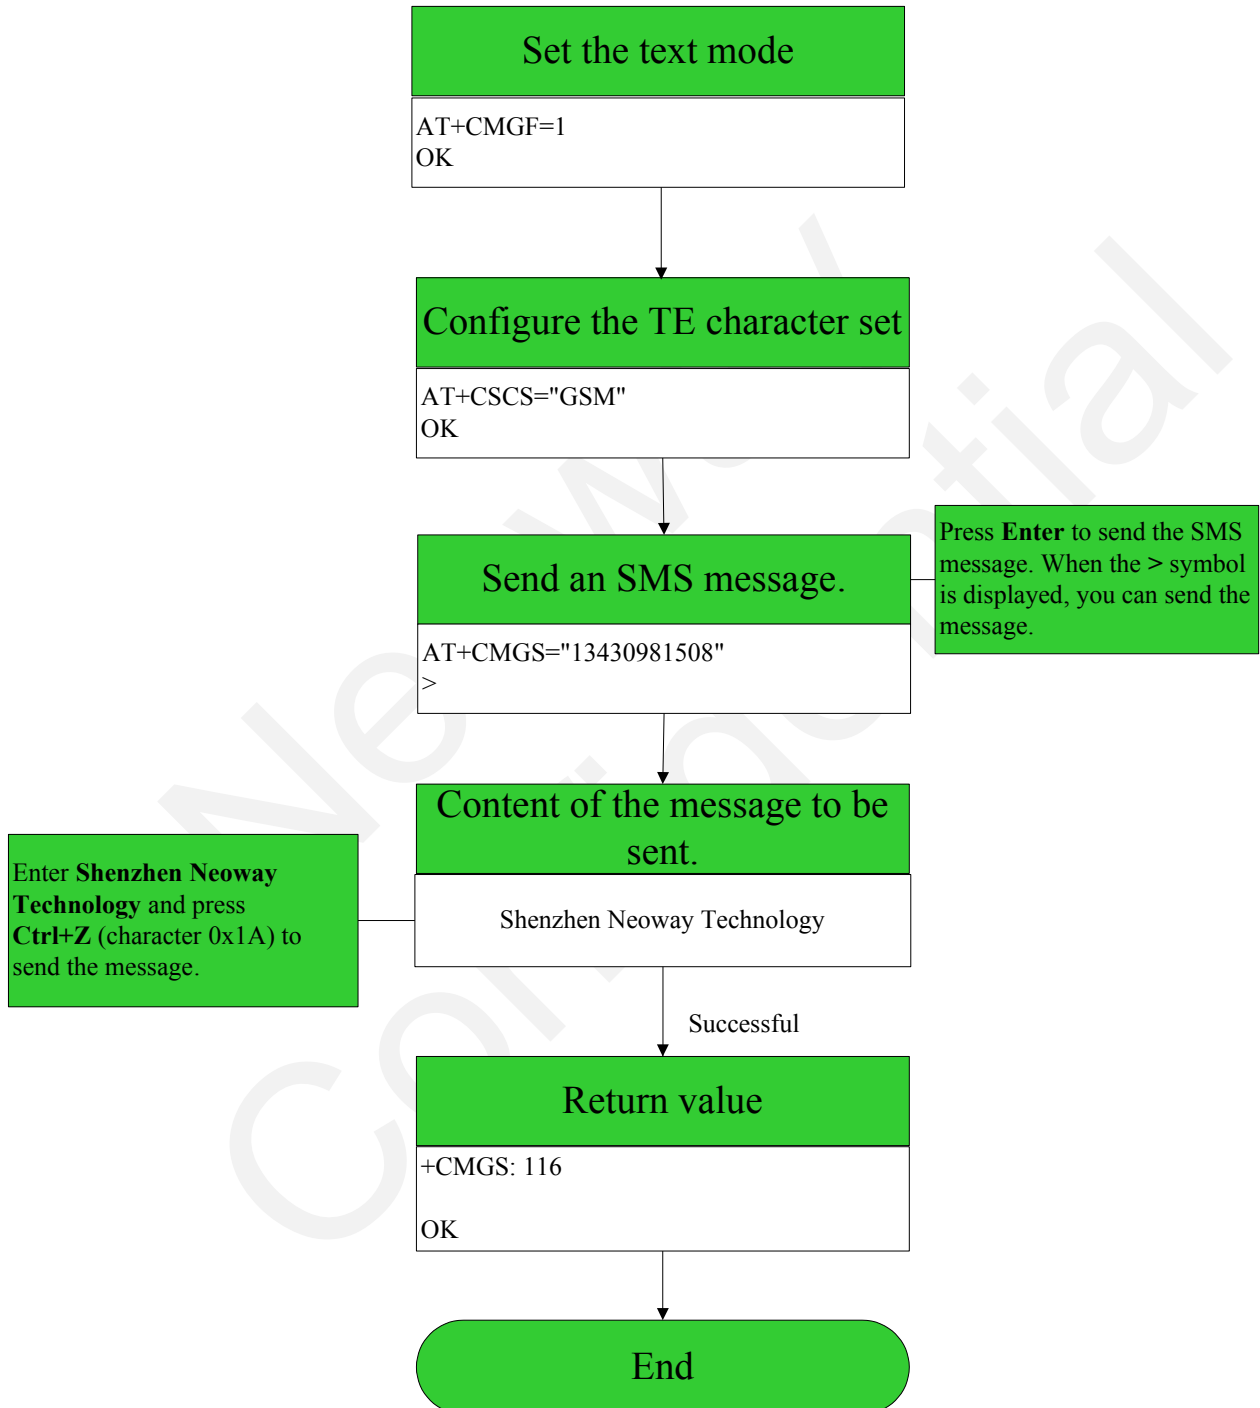 Set the text mode
AT+CMGF=1
OK
Configure the TE character set
AT+CSCS="GSM"
OK
Send an SMS message.
AT+CMGS="13430981508"
>
Press Enter to send the SMS
message. When the > symbol
is displayed, you can send the
message.
Content of the message to be
sent.
Shenzhen Neoway Technology
Enter Shenzhen Neoway
Technology and press
Ctrl+Z (character 0x1A) to
send the message.
Successful
Return value
+CMGS: 116
OK
End
Neoway
Confidential